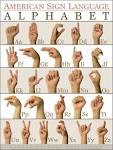 AMERICAN SIGN LANGUAGE
ALPHABET
Aa Bb Cc Dd Ee
Ff Gg Hh Ii Jj
Kk Ll Mm Nn Oo
Pp Qq Rr Ss Tt
Uu Vv Ww Xx Yy Zz